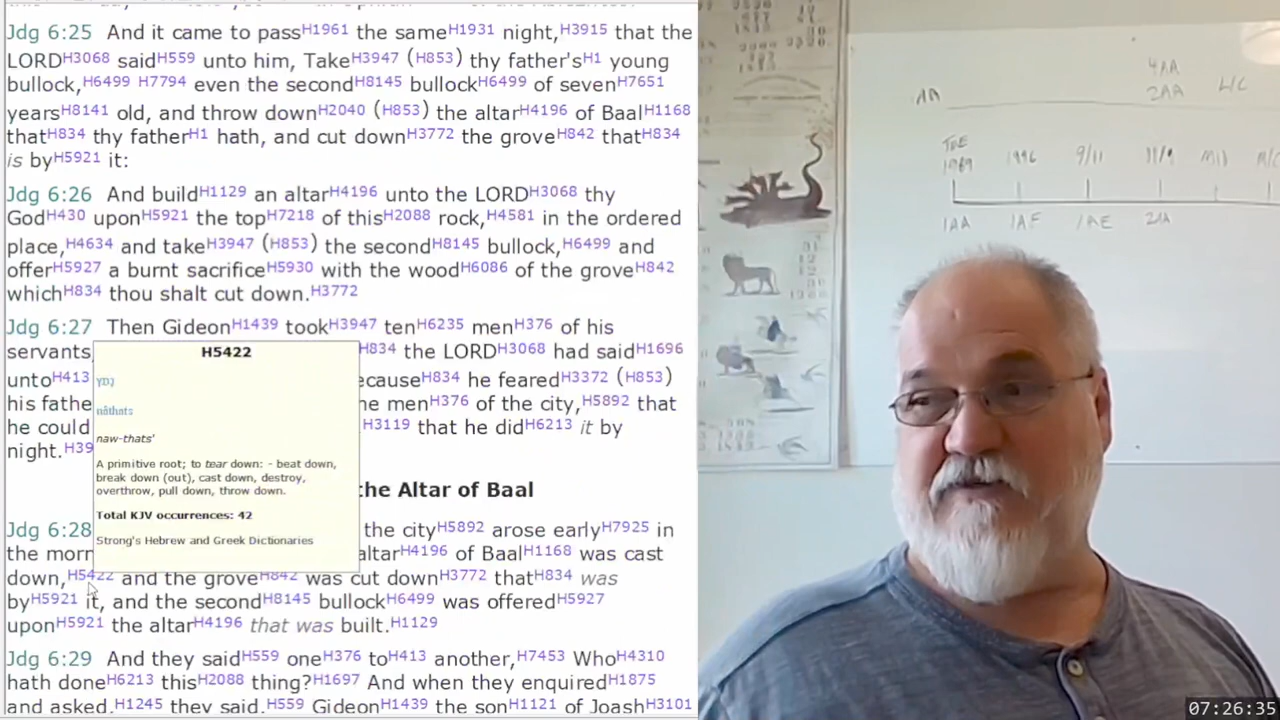 Jdg 6:25 And it came to passH1961 the sameH1931 night,H3915 that the
LORDH3068 saidH559 unto him, TakeH3947 (H853) thy father'sH1 young
bullock,H6499 H7794 even the secondH8145 bullockH6499 of sevenH7651
yearsH8141 old, and throw downH2040 (H853) the altarH4196 of BaalH1168
thatH834 thy fatherH1 hath, and cut downH3772 the groveH842 thatH834
is byH5921 it:
Jdg 6:26 And buildH1129 an altarH4196 unto the LORDH3068 thy
GodH430 uponH5921 the topH7218 of thisH2088 rock,H4581 in the ordered
place,H4634 and takeH3947 (H853) the secondH8145 bullock,H6499 and
offerH5927 a burnt sacrificeH5930 with the woodH6086 of the groveH842
whichH834 thou shalt cut down.H3772
Jdg 6:27 Then GideonH1439 tookH3947 tenH6235 menH376 of his
servants H834 the LORDH3068 had saidH1696
untoH413 ecauseH834 he fearedH3372 (H853)
his fathe he menH376 of the city,H5892 that
he could H3119 that he didH6213 it by
night.H39
H5422
נתץ
nâthats
naw-thats'
A primitive root; to tear down: - beat down,
break down (out), cast down, destroy,
overthrow, pull down, throw down.
Total KJV occurrences: 42
Strong's Hebrew and Greek Dictionaries
the Altar of Baal
Jdg 6:28 the cityH5892 arose earlyH7925 in
the morn altarH4196 of BaalH1168 was cast
down,H5422 and the groveH842 was cut downH3772 thatH834 was
byH5921 it, and the secondH8145 bullockH6499 was offeredH5927
uponH5921 the altarH4196 that was built.H1129
Jdg 6:29 And they saidH559 oneH376 toH413 another,H7453 WhoH4310
hath doneH6213 thisH2088 thing?H1697 And when they enquiredH1875
and asked,H1245 they said,H559 GideonH1439 the sonH1121 of JoashH3101
4AA
2AA L/C
AA
1989 1996 9/11 11/9
1AA
07:26:35